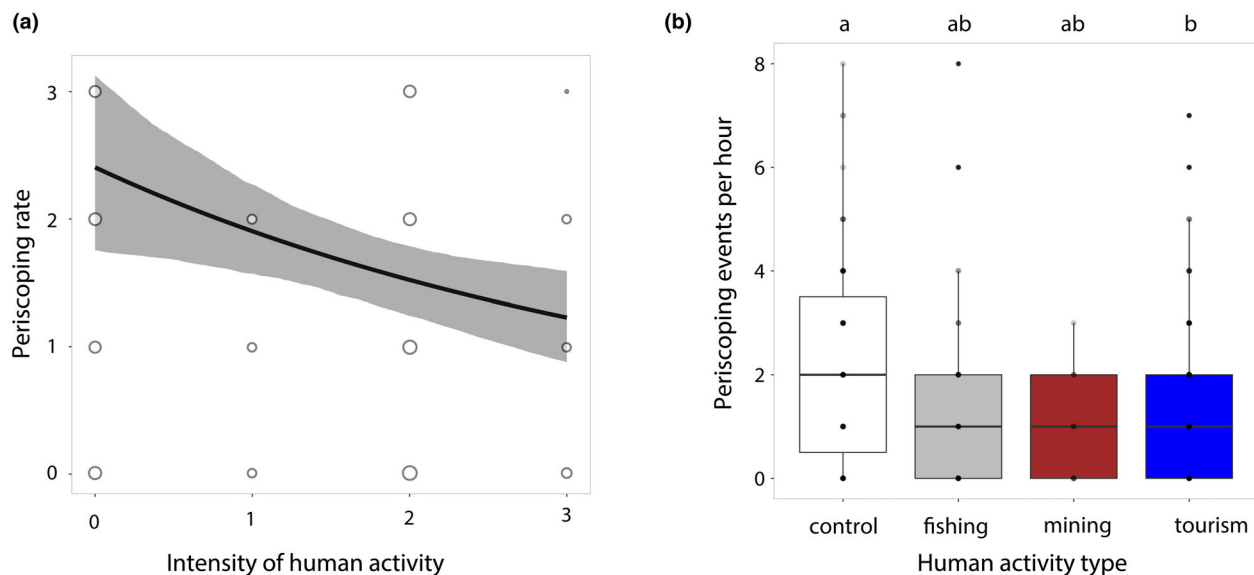 (a)
Periscoping rate
3
2
1
0
0 1 2 3
Intensity of human activity
(b)
a ab ab b
Periscoping events per hour
8
6
4
2
0
control fishing mining tourism
Human activity type